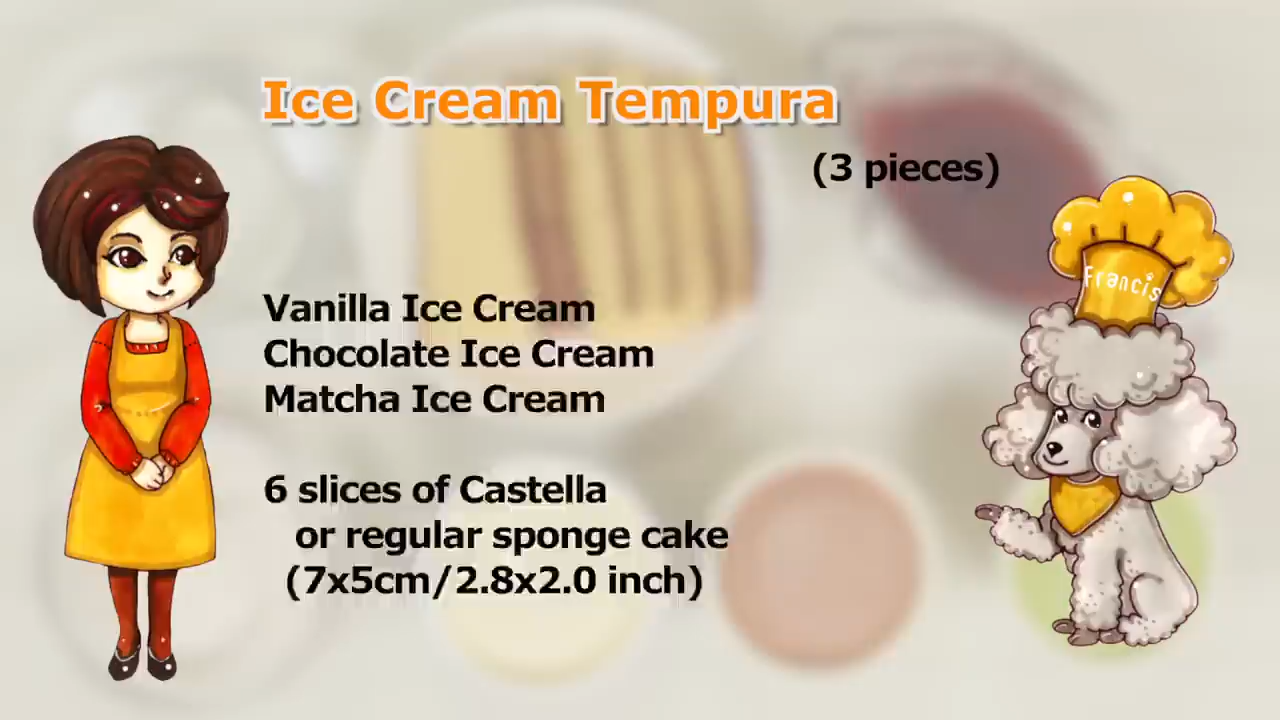 Ice Cream Tempura
(3 pieces)
Francis
Vanilla Ice Cream
Chocolate Ice Cream
Matcha Ice Cream
6 slices of Castella
or regular sponge cake
(7x5cm/2.8x2.0 inch)